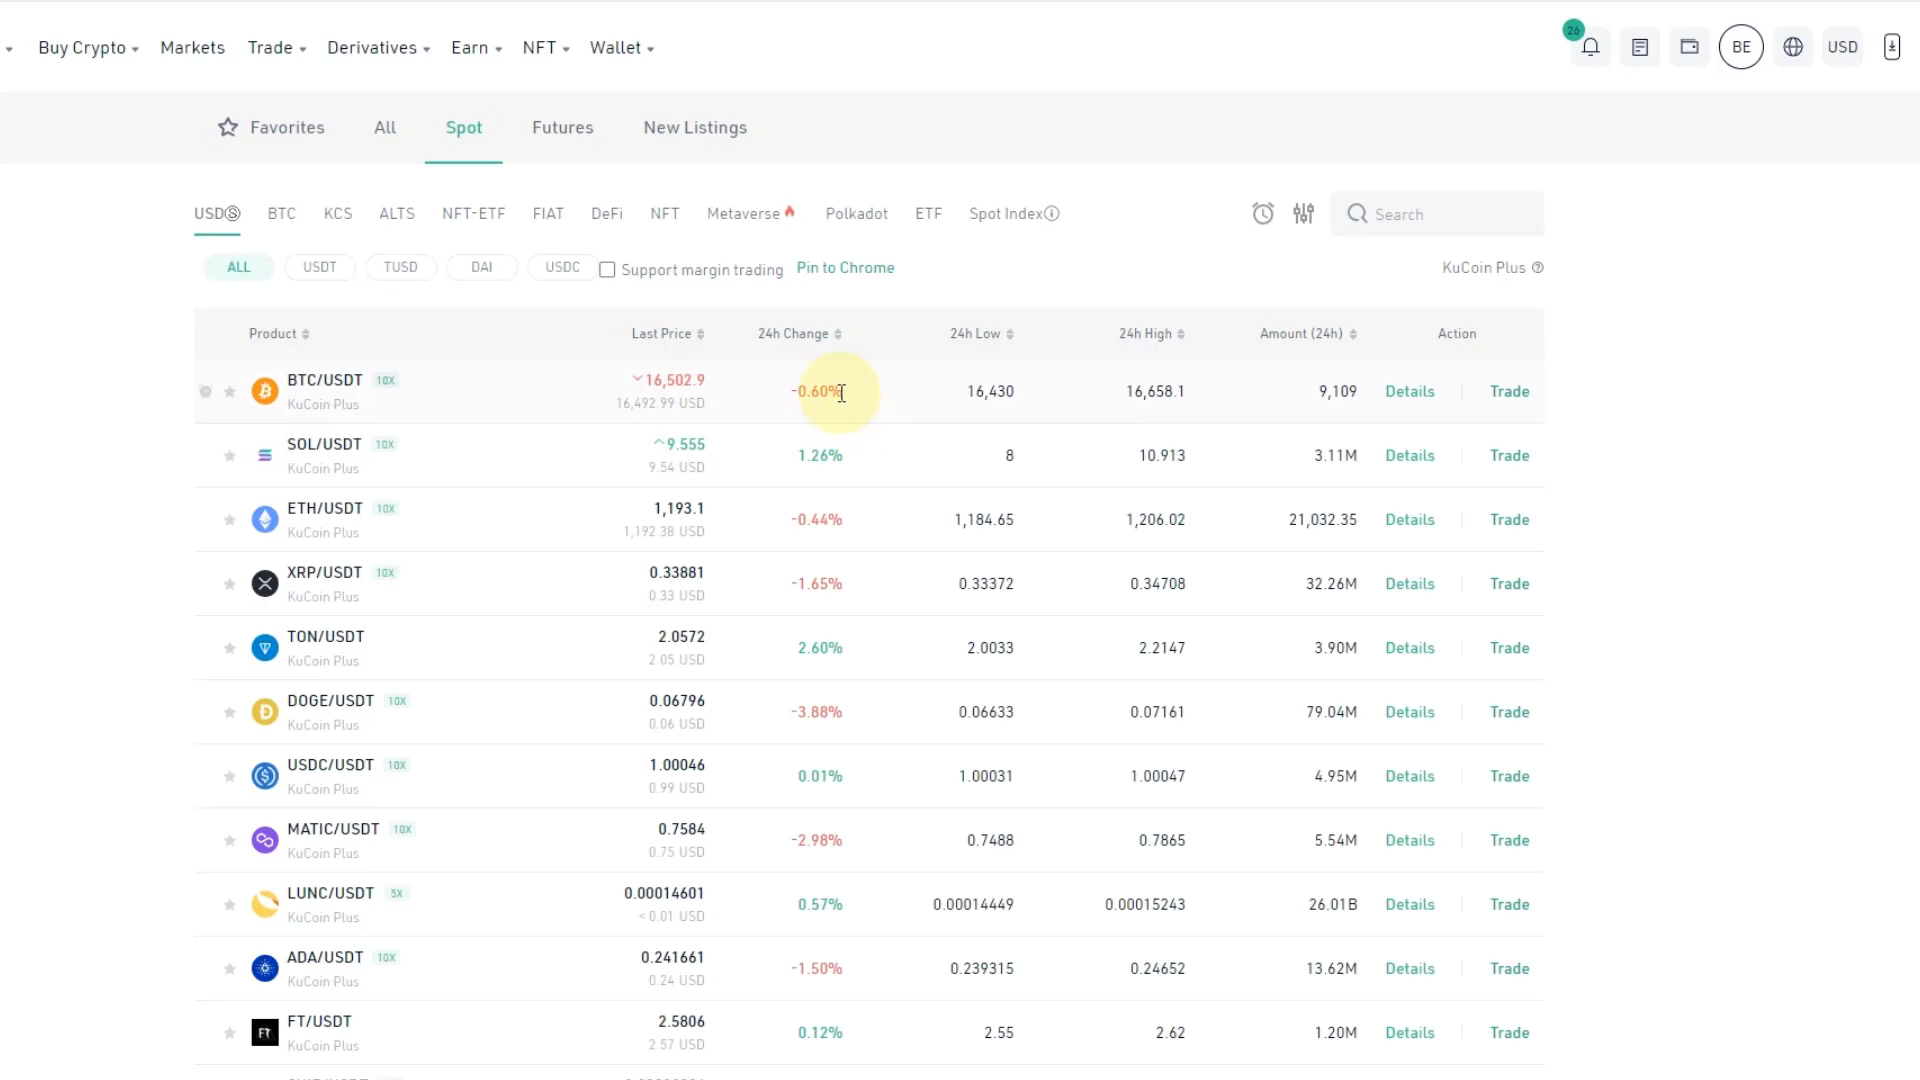 Buy Crypto Markets Trade Derivatives Earn NFT Wallet 26 BE USD
Favorites All Spot Futures New Listings
USDⓈ BTC KCS ALTS NFT-ETF FIAT DeFi NFT Metaverse Polkadot ETF Spot Index Search
ALL USDT TUSD DAI USDC Support margin trading Pin to Chrome KuCoin Plus
Product Last Price 24h Change 24h Low 24h High Amount (24h) Action
BTC/USDT 10X 16,502.9 -0.60% 16,430 16,658.1 9,109 Details Trade
KuCoin Plus 16,492.99 USD
SOL/USDT 10X 9.555 1.26% 8 10.913 3.11M Details Trade
KuCoin Plus 9.54 USD
ETH/USDT 10X 1,193.1 -0.44% 1,184.65 1,206.02 21,032.35 Details Trade
KuCoin Plus 1,192.38 USD
XRP/USDT 10X 0.33881 -1.65% 0.33372 0.34708 32.26M Details Trade
KuCoin Plus 0.33 USD
TON/USDT 2.0572 2.60% 2.0033 2.2147 3.90M Details Trade
KuCoin Plus 2.05 USD
DOGE/USDT 10X 0.06796 -3.88% 0.06633 0.07161 79.04M Details Trade
KuCoin Plus 0.06 USD
USDC/USDT 10X 1.00046 0.01% 1.00031 1.00047 4.95M Details Trade
KuCoin Plus 0.99 USD
MATIC/USDT 10X 0.7584 -2.98% 0.7488 0.7865 5.54M Details Trade
KuCoin Plus 0.75 USD
LUNC/USDT 5X 0.00014601 0.57% 0.00014449 0.00015243 26.01B Details Trade
KuCoin Plus < 0.01 USD
ADA/USDT 10X 0.241661 -1.50% 0.239315 0.24652 13.62M Details Trade
KuCoin Plus 0.24 USD
FT FT/USDT 2.5806 0.12% 2.55 2.62 1.20M Details Trade
KuCoin Plus 2.57 USD